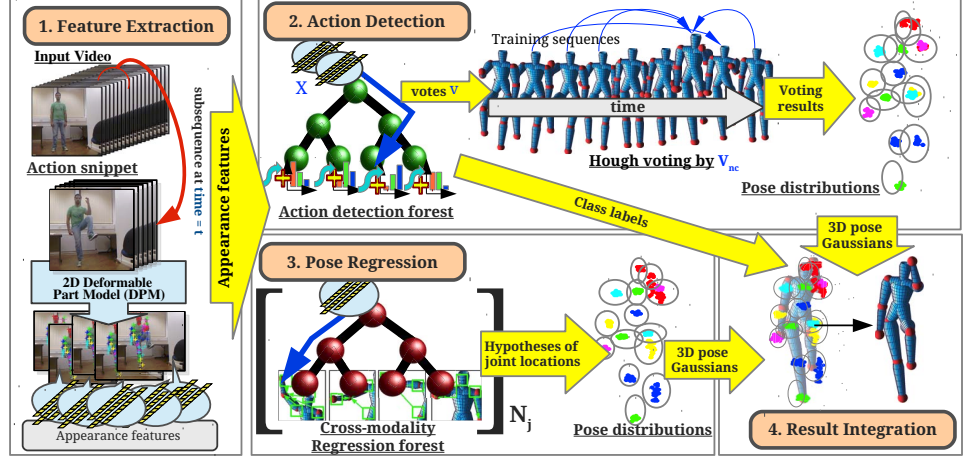 1. Feature Extraction
Input Video
Action snippet
subsequence at time = t
2D Deformable
Part Model (DPM)
Appearance features
Appearance features
2. Action Detection
X
votes V
Training sequences
time
Hough voting by Vnc
Voting
results
Pose distributions
Action detection forest
Class labels
3D pose
Gaussians
3. Pose Regression
Nj
Cross-modality
Regression forest
Hypotheses of
joint locations
Pose distributions
3D pose
Gaussians
4. Result Integration